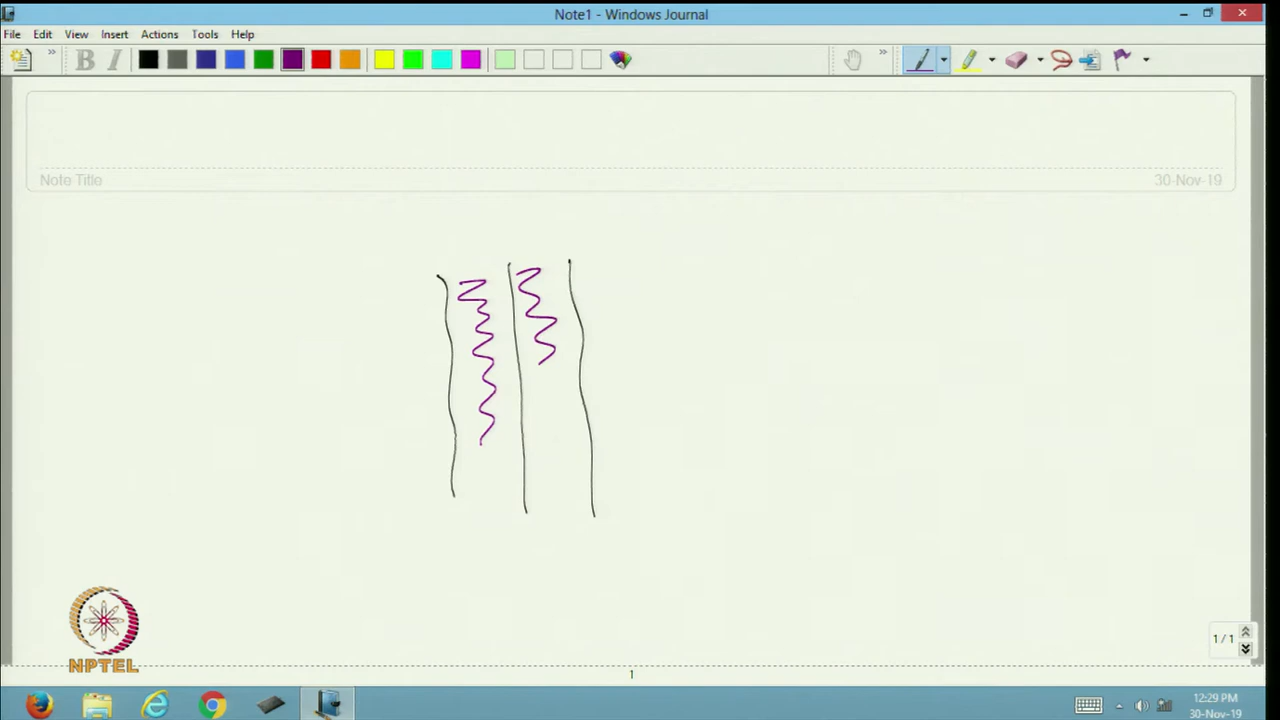 Note1 - Windows Journal
File Edit View Insert Actions Tools Help
B I
Note Title
30-Nov-19
1 / 1
NPTEL
1
12:29 PM
30-Nov-19